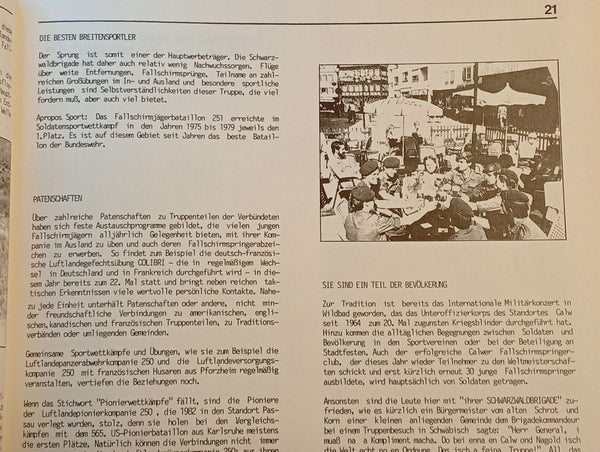 21
DIE BESTEN BREITENSPORTLER
Der Sprung ist somit einer der Hauptwerbeträger. Die Schwarz-
waldbrigade hat daher auch relativ wenig Nachwuchssorgen. Flüge
über weite Entfernungen, Fallschirmsprünge, Teilname an zahl-
reichen Großübungen im In- und Ausland und besondere sportliche
Leistungen sind Selbstverständlichkeiten dieser Truppe, die viel
fordern muß, aber auch viel bietet.
Apropos Sport: Das Fallschirmjägerbataillon 251 erreichte im
Soldatensportwettkampf in den Jahren 1975 bis 1979 jeweils den
1.Platz. Es ist auf diesem Gebiet seit Jahren das beste Batail-
lon der Bundeswehr.
PATENSCHAFTEN
Über zahlreiche Patenschaften zu Truppenteilen der Verbündeten
haben sich feste Austauschprogramme gebildet, die vielen jungen
Fallschirmjägern alljährlich Gelegenheit bieten, mit ihrer Kom-
panie im Ausland zu üben und auch deren Fallschirmspringerabzei-
chen zu erwerben. So findet zum Beispiel die deutsch-französi-
sche Luftlandegefechtsübung COLIBRI - die in regelmäßigem Wech-
sel in Deutschland und in Frankreich durchgeführt wird - in die-
sem Jahr bereits zum 22. Mal statt und bringt neben reichen tak-
tischen Erkenntnissen viele wertvoll persönliche Kontakte. Nahe-
zu jede Einheit unterhält Patenschaften oder andere, nicht min-
der freundschaftliche Verbindungen zu amerikanischen, engli-
schen, kanadischen und französischen Truppenteilen, zu Traditions-
verbänden oder umliegenden Gemeinden.
Gemeinsame Sportwettkämpfe und Übungen, wie sie zum Beispiel die
Luftlandepanzerabwehrkompanie 250 und die Luftlandeversorgungs-
kompanie 250 mit französischen Husaren aus Pforzheim regelmäßig
veranstalten, vertiefen die Beziehungen noch.
Wenn das Stichwort "Pionierwettkämpfe" fällt, sind die Pioniere
der Luftlandepionierkompanie 250 , die 1982 in den Standort Pas-
sau verlegt wurden, stolz, denn sie holen bei den Vergleichs-
kämpfen mit dem 565. US-Pionierbataillon aus Karlsruhe meistens
die ersten Plätze. Natürlich können die Verbindungen nicht immer
SIE SIND EIN TEIL DER BEVÖLKERUNG
Zur Tradition ist bereits das Internationale Militärkonzert in
Wildbad geworden, das das Unteroffizierkorps des Standortes Calw
seit 1964 zum 20. Mal zugunsten Kriegsblinder durchgeführt hat.
Hinzu kommen die alltäglichen Begegnungen zwischen Soldaten und
Bevölkerung in den Sportvereinen oder bei der Beteiligung an
Stadtfesten. Auch der erfolgreiche Calwer Fallschirmspringer-
club, der dieses Jahr wieder Teilnehmer zu den Weltmeisterschaf-
ten schickt und erst kürzlich erneut 30 junge Fallschirmspringer
ausbildete, wird hauptsächlich von Soldaten getragen.
Ansonsten sind die Leute hier mit "ihrer SCHWARZWALDBRIGADE" zu-
frieden, wie es kürzlich ein Bürgermeister vom alten Schrot und
Korn einer kleinen anliegenden Gemeinde dem Brigadekommandeur
bei einem Truppenbesuch in Schwäbisch sagte: "Herr General, i
muaß na a Kompliment macha. Do bei enna en Calw ond Nagold isch